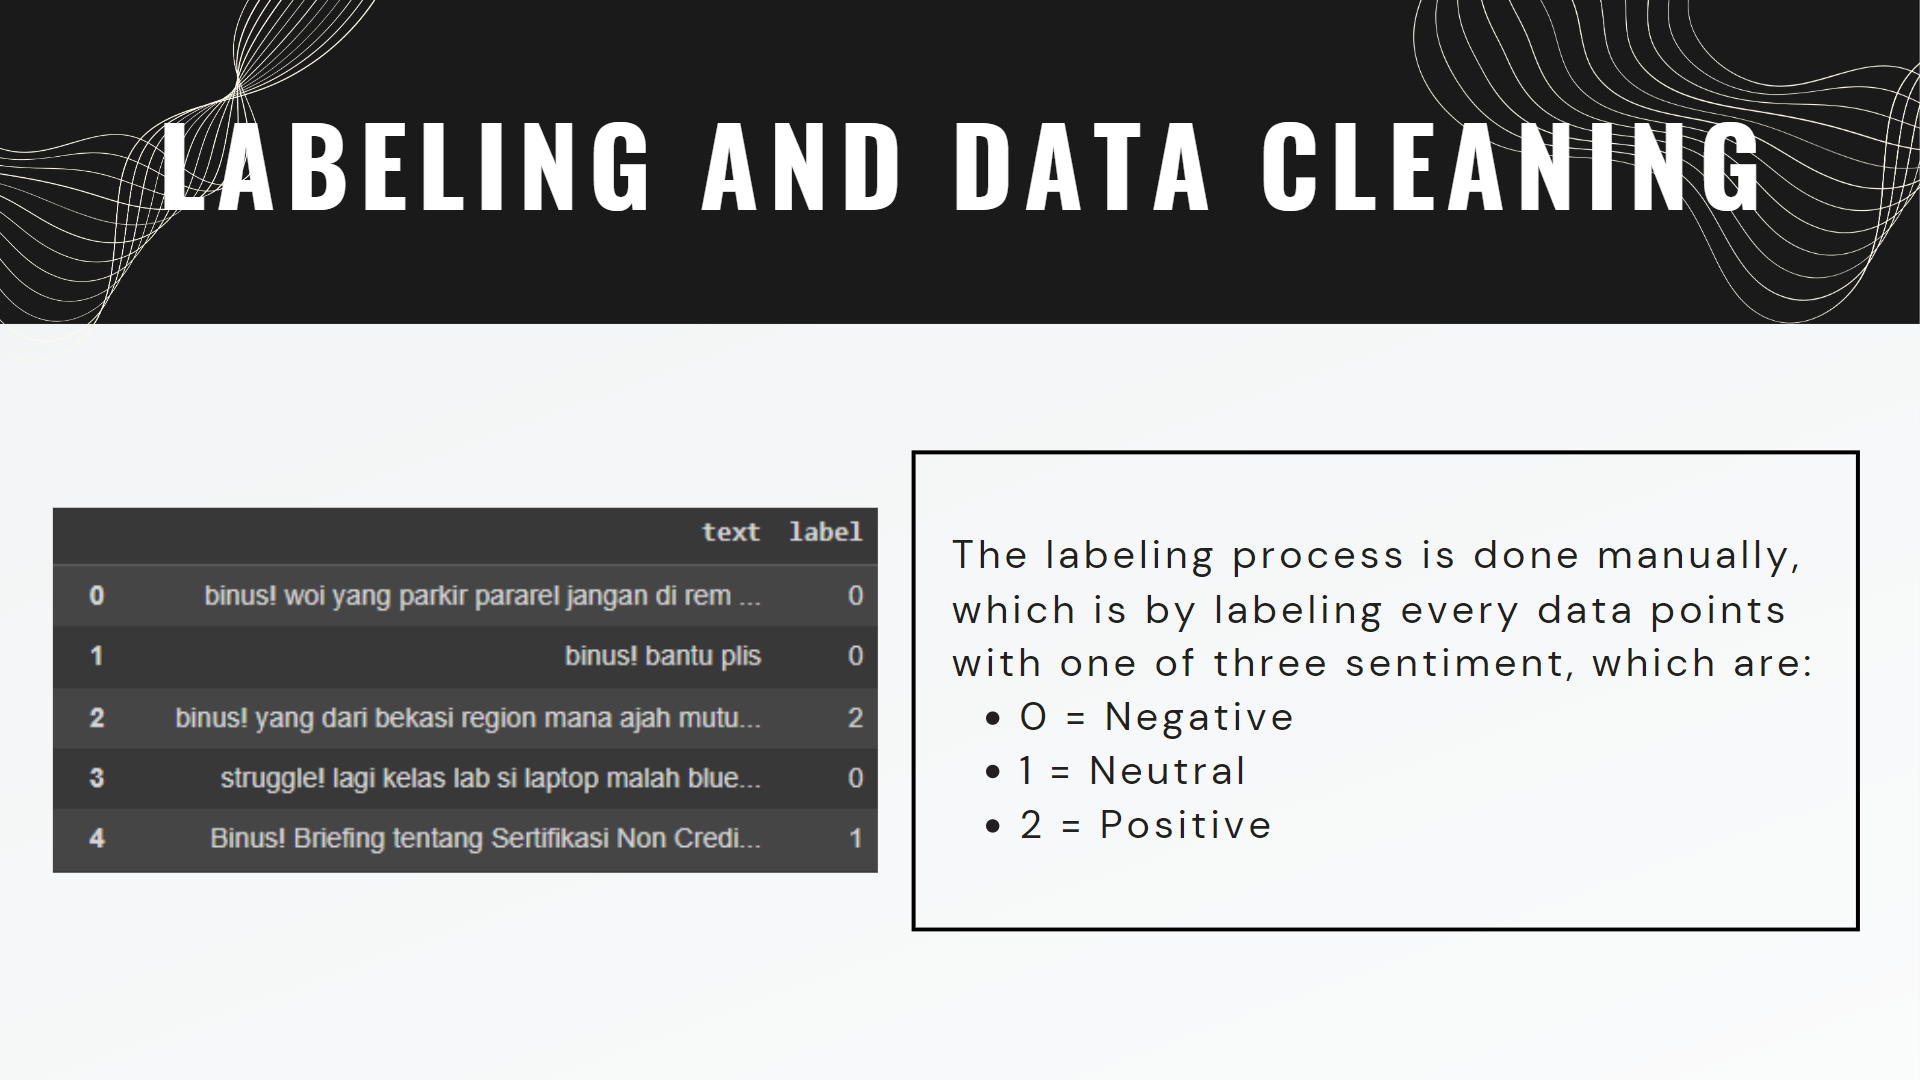 LABELING AND DATA CLEANING
text label
0 binus! woi yang parkir pararel jangan di rem ... 0
1 binus! bantu plis 0
2 binus! yang dari bekasi region mana ajah mutu... 2
3 struggle! lagi kelas lab si laptop malah blue... 0
4 Binus! Briefing tentang Sertifikasi Non Credi... 1
The labeling process is done manually,
which is by labeling every data points
with one of three sentiment, which are:
• 0 = Negative
• 1 = Neutral
• 2 = Positive